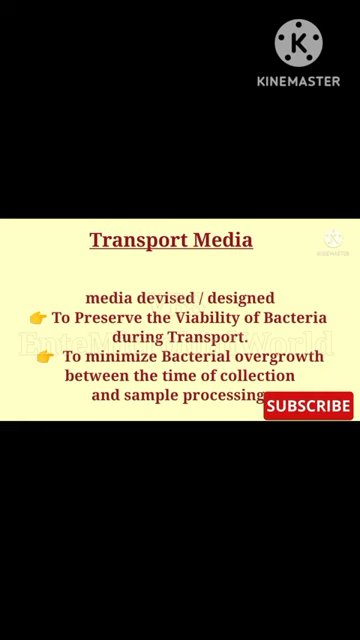 KINEMASTER
Transport Media
KINEMASTER
media devised / designed
👉 To Preserve the Viability of Bacteria
during Transport.
👉 To minimize Bacterial overgrowth
between the time of collection
and sample processing
SUBSCRIBE